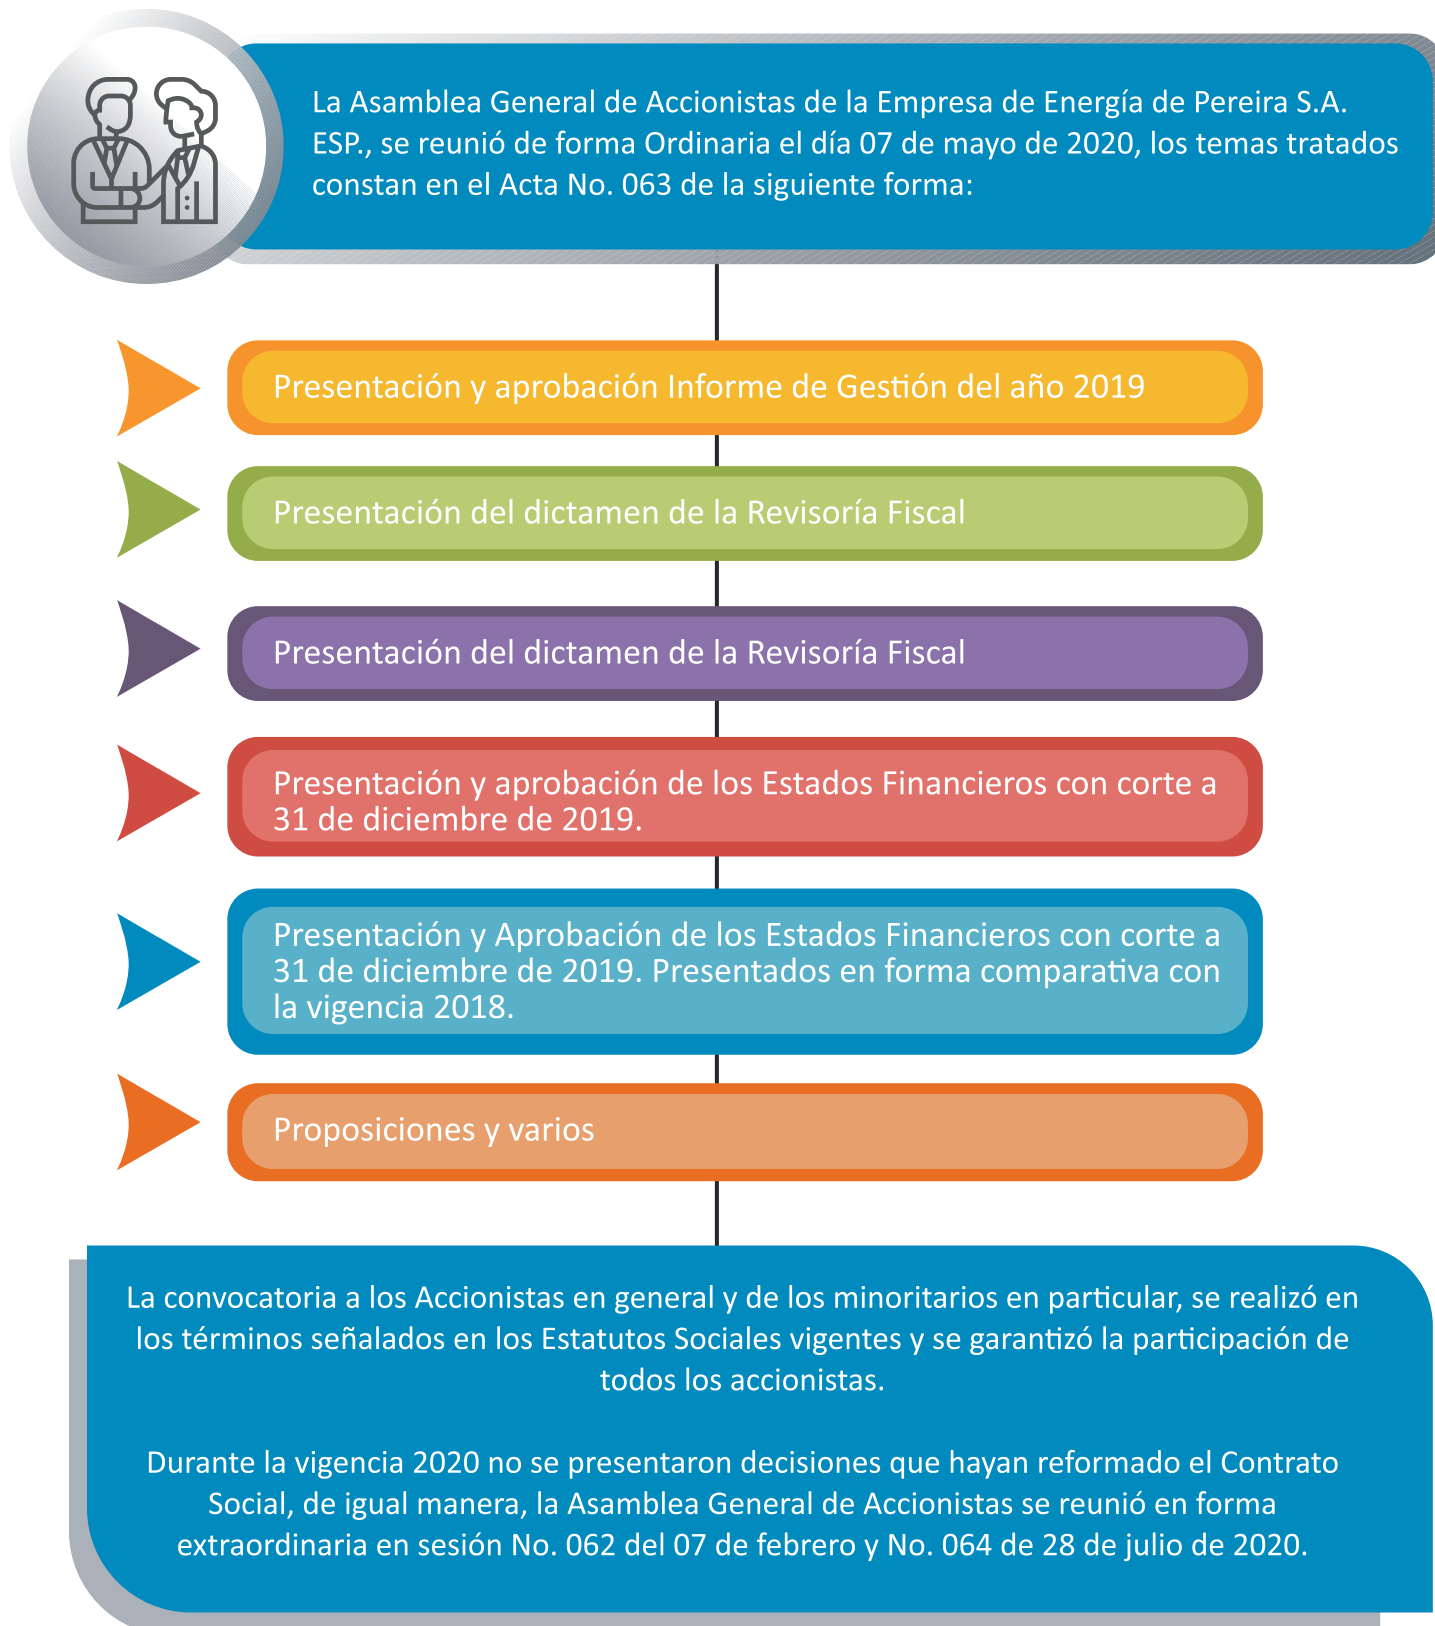 La Asamblea General de Accionistas de la Empresa de Energía de Pereira S.A.
ESP., se reunió de forma Ordinaria el día 07 de mayo de 2020, los temas tratados
constan en el Acta No. 063 de la siguiente forma:
Presentación y aprobación Informe de Gestión del año 2019
Presentación del dictamen de la Revisoría Fiscal
Presentación del dictamen de la Revisoría Fiscal
Presentación y aprobación de los Estados Financieros con corte a
31 de diciembre de 2019.
Presentación y Aprobación de los Estados Financieros con corte a
31 de diciembre de 2019. Presentados en forma comparativa con
la vigencia 2018.
Proposiciones y varios
La convocatoria a los Accionistas en general y de los minoritarios en particular, se realizó en
los términos señalados en los Estatutos Sociales vigentes y se garantizó la participación de
todos los accionistas.
Durante la vigencia 2020 no se presentaron decisiones que hayan reformado el Contrato
Social, de igual manera, la Asamblea General de Accionistas se reunió en forma
extraordinaria en sesión No. 062 del 07 de febrero y No. 064 de 28 de julio de 2020.